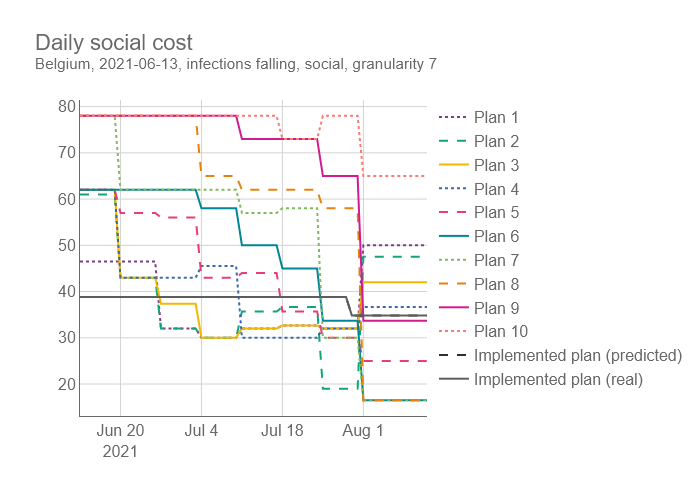 Daily social cost
Belgium, 2021-06-13, infections falling, social, granularity 7
80
70
60
50
40
30
20
Jun 20
2021
Jul 4
Jul 18
Aug 1
Plan 1
Plan 2
Plan 3
Plan 4
Plan 5
Plan 6
Plan 7
Plan 8
Plan 9
Plan 10
Implemented plan (predicted)
Implemented plan (real)